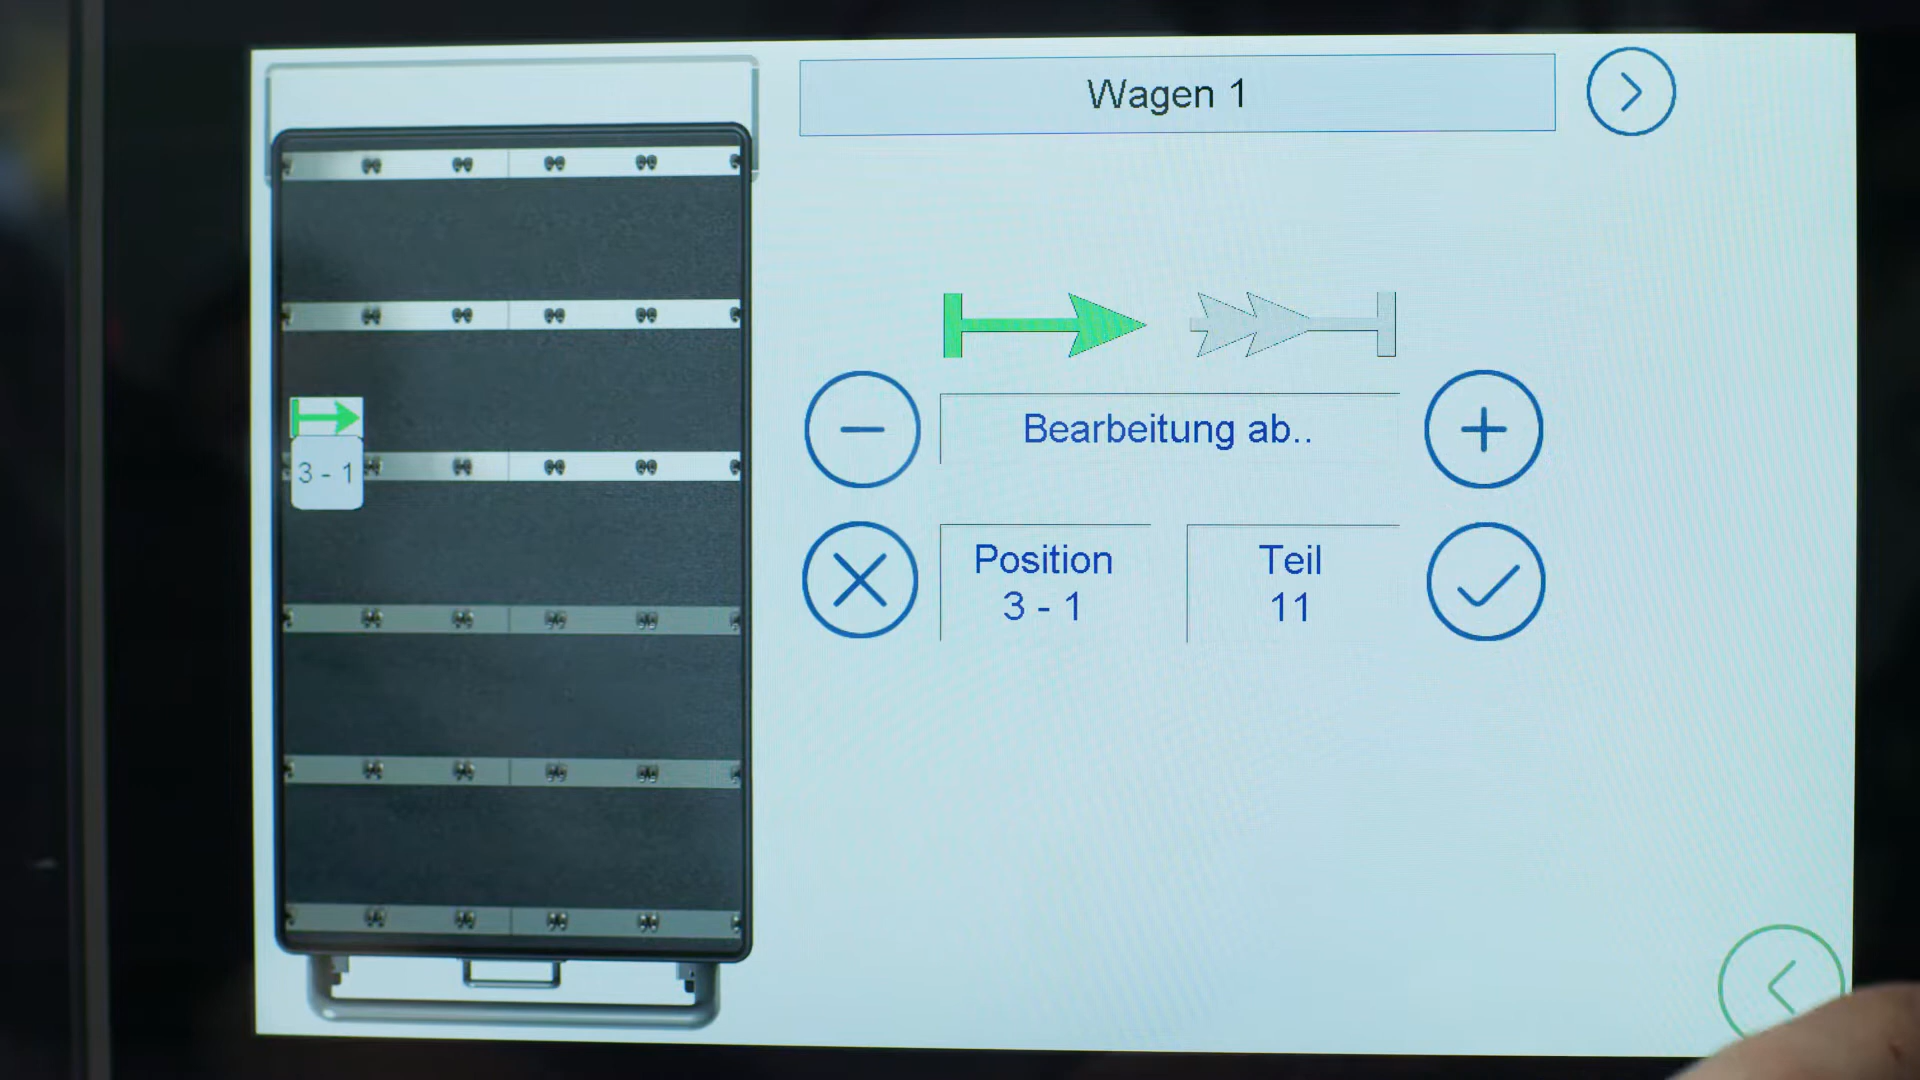 Wagen 1
3 - 1
Bearbeitung ab..
Position
3 - 1
Teil
11